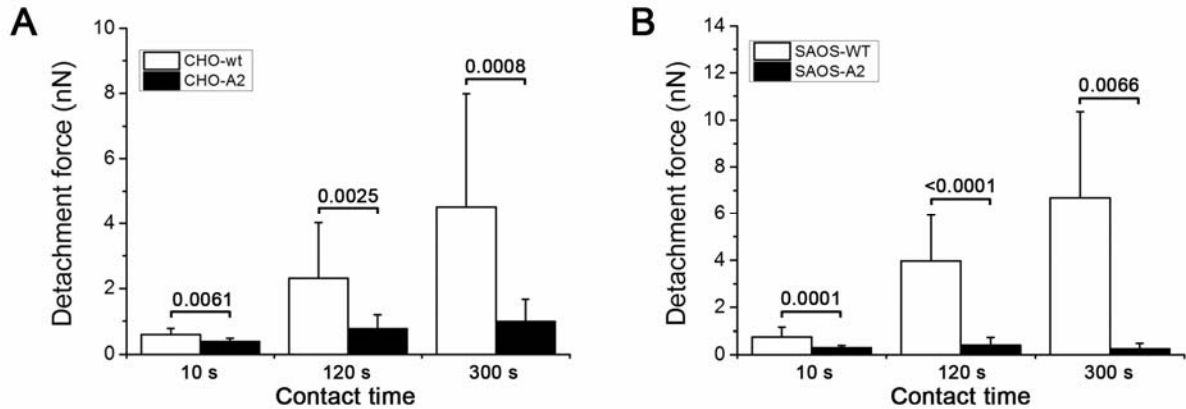 A
Detachment force (nN)
10
8
6
4
2
0
CHO-wt
CHO-A2
0.0061
0.0025
0.0008
10 s
120 s
300 s
Contact time
B
Detachment force (nN)
14
12
10
8
6
4
2
0
SAOS-WT
SAOS-A2
0.0001
<0.0001
0.0066
10 s
120 s
300 s
Contact time